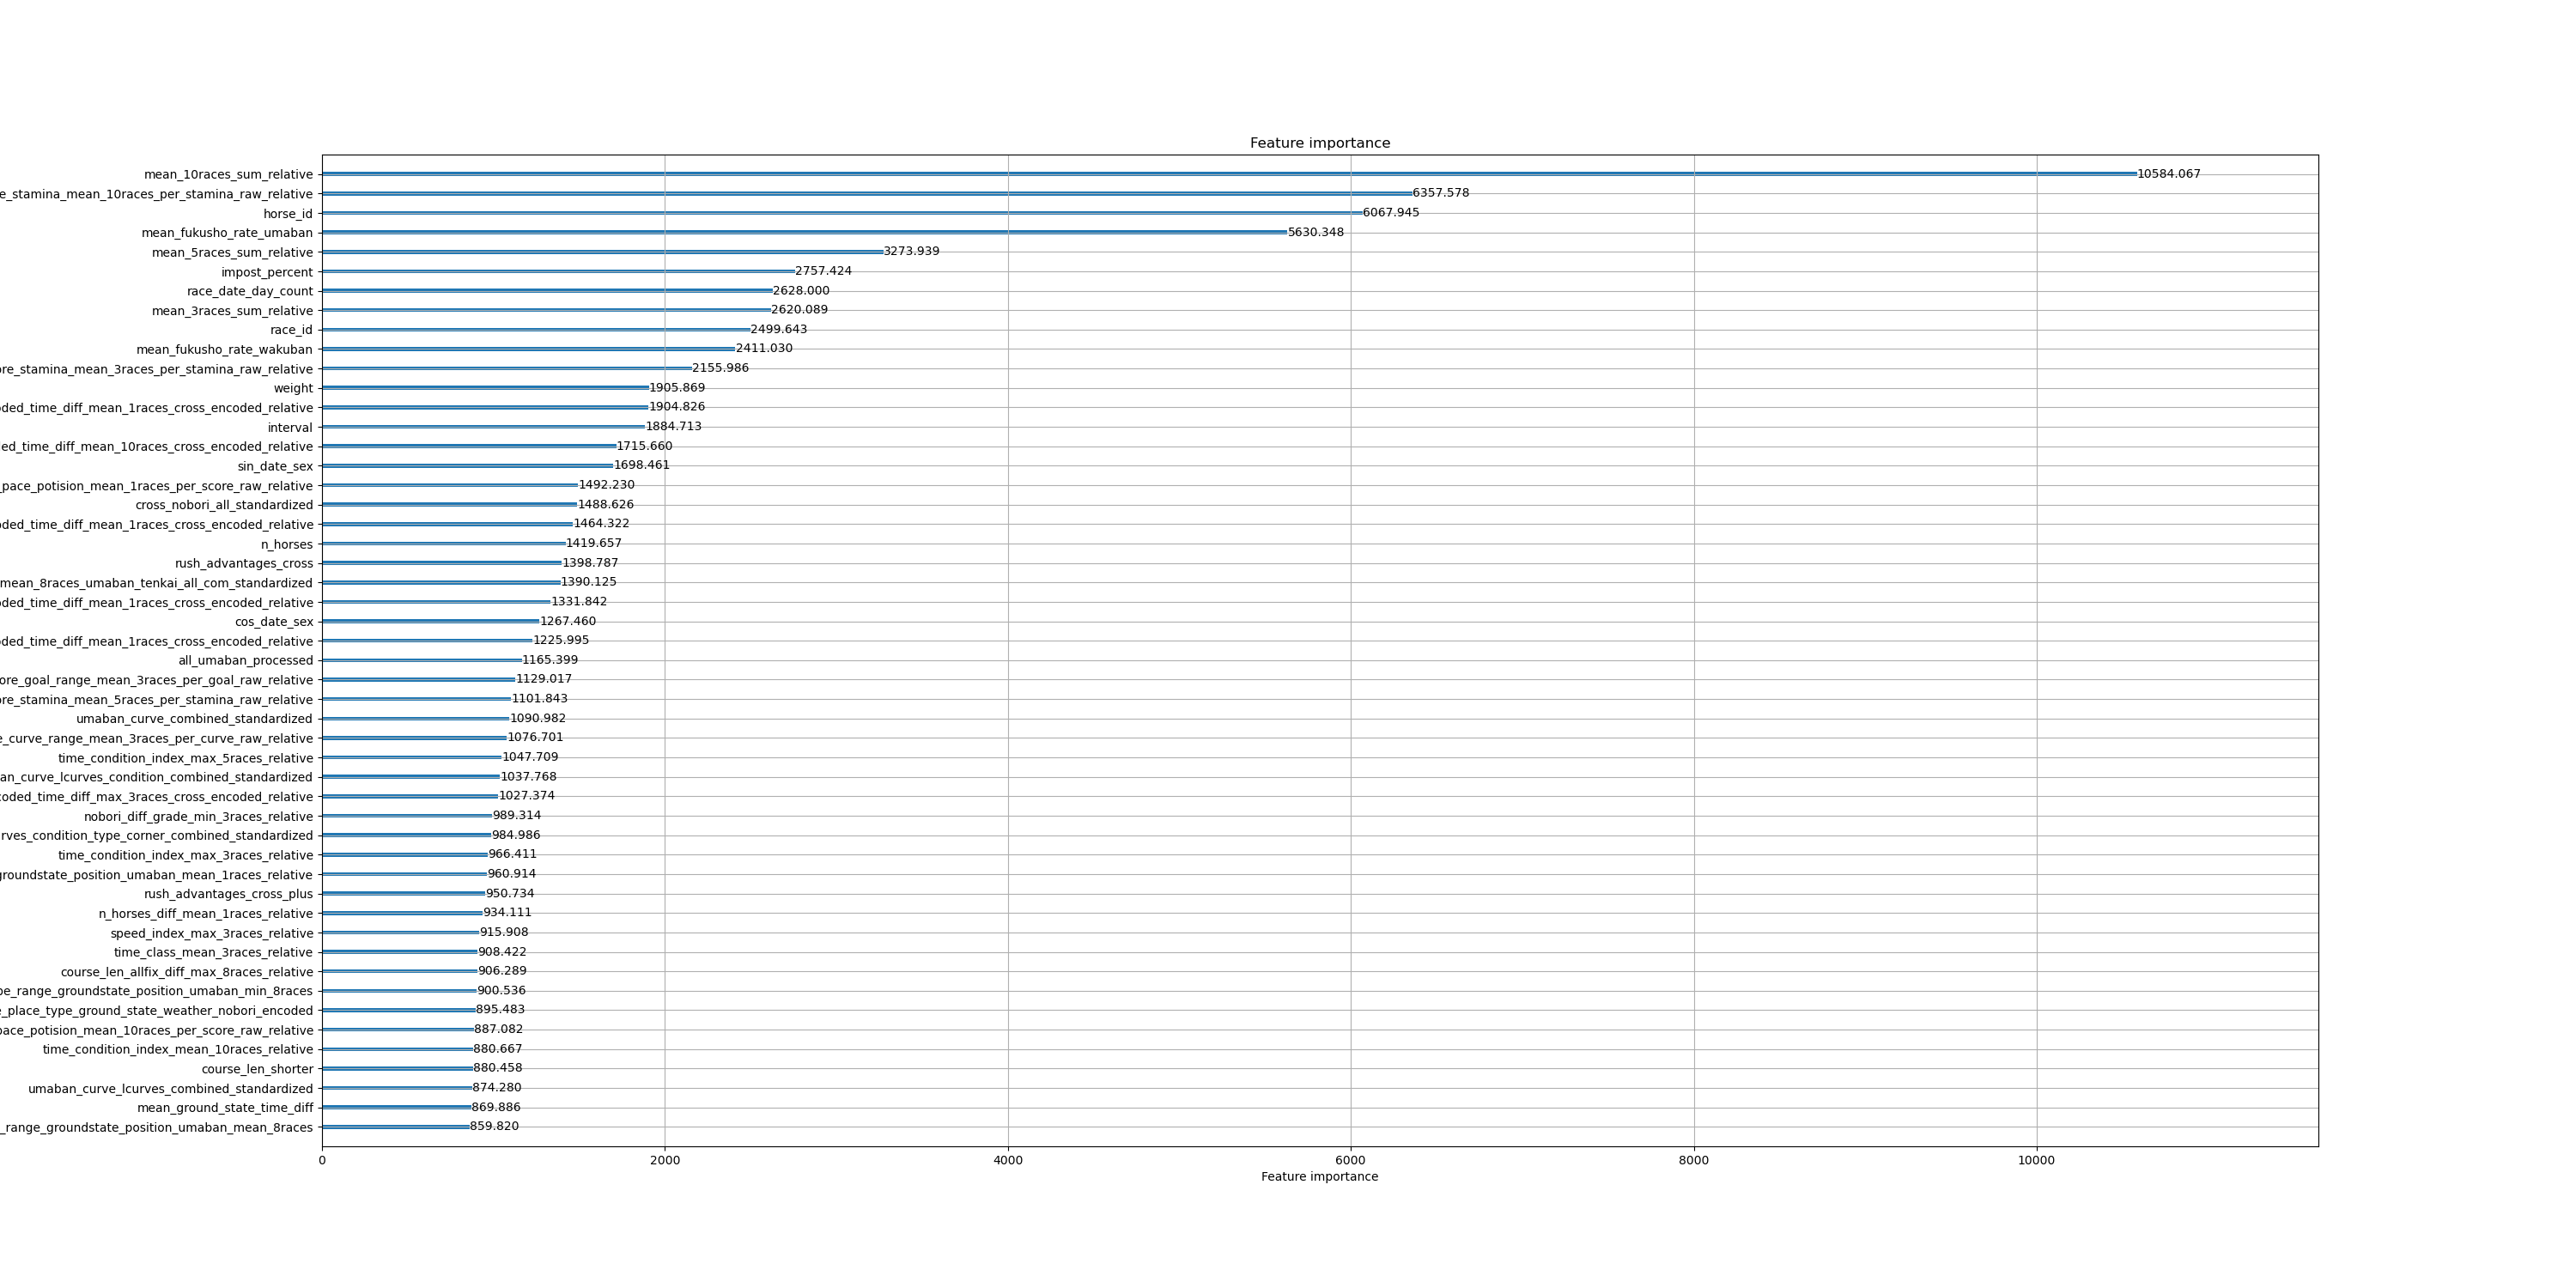 Feature importance
mean_10races_sum_relative 10584.067
e_stamina_mean_10races_per_stamina_raw_relative 6357.578
horse_id 6067.945
mean_fukusho_rate_umaban 5630.348
mean_5races_sum_relative 3273.939
impost_percent 2757.424
race_date_day_count 2628.000
mean_3races_sum_relative 2620.089
race_id 2499.643
mean_fukusho_rate_wakuban 2411.030
ore_stamina_mean_3races_per_stamina_raw_relative 2155.986
weight 1905.869
oded_time_diff_mean_1races_cross_encoded_relative 1904.826
interval 1884.713
ed_time_diff_mean_10races_cross_encoded_relative 1715.660
sin_date_sex 1698.461
_pace_potision_mean_1races_per_score_raw_relative 1492.230
cross_nobori_all_standardized 1488.626
oded_time_diff_mean_1races_cross_encoded_relative 1464.322
n_horses 1419.657
rush_advantages_cross 1398.787
mean_8races_umaban_tenkai_all_com_standardized 1390.125
oded_time_diff_mean_1races_cross_encoded_relative 1331.842
cos_date_sex 1267.460
oded_time_diff_mean_1races_cross_encoded_relative 1225.995
all_umaban_processed 1165.399
ore_goal_range_mean_3races_per_goal_raw_relative 1129.017
ore_stamina_mean_5races_per_stamina_raw_relative 1101.843
umaban_curve_combined_standardized 1090.982
e_curve_range_mean_3races_per_curve_raw_relative 1076.701
time_condition_index_max_5races_relative 1047.709
an_curve_lcurves_condition_combined_standardized 1037.768
coded_time_diff_max_3races_cross_encoded_relative 1027.374
nobori_diff_grade_min_3races_relative 989.314
rves_condition_type_corner_combined_standardized 984.986
time_condition_index_max_3races_relative 966.411
groundstate_position_umaban_mean_1races_relative 960.914
rush_advantages_cross_plus 950.734
n_horses_diff_mean_1races_relative 934.111
speed_index_max_3races_relative 915.908
time_class_mean_3races_relative 908.422
course_len_allfix_diff_max_8races_relative 906.289
pe_range_groundstate_position_umaban_min_8races 900.536
e_place_type_ground_state_weather_nobori_encoded 895.483
pace_potision_mean_10races_per_score_raw_relative 887.082
time_condition_index_mean_10races_relative 880.667
course_len_shorter 880.458
umaban_curve_lcurves_combined_standardized 874.280
mean_ground_state_time_diff 869.886
_range_groundstate_position_umaban_mean_8races 859.820
0 2000 4000 6000 8000 10000
Feature importance